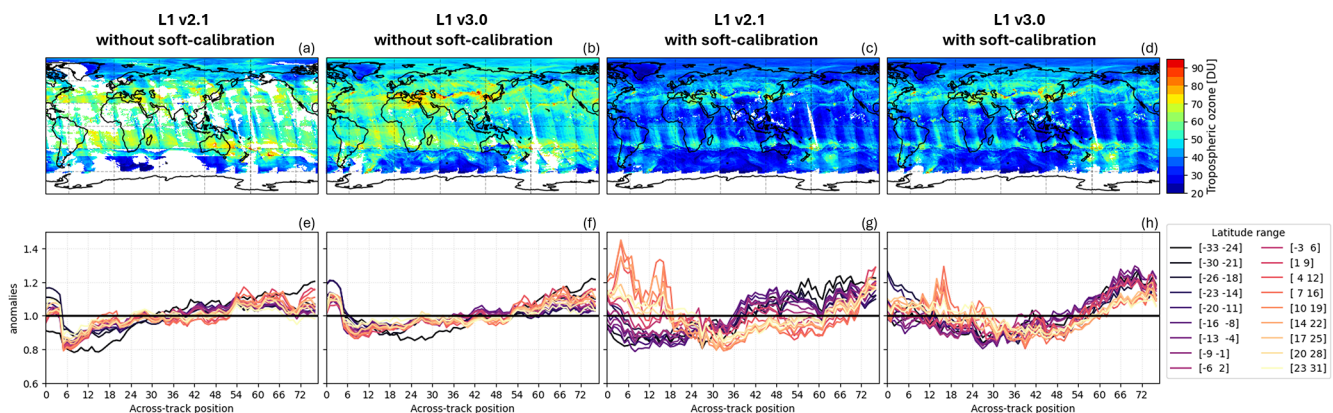 L1 v2.1
without soft-calibration
(a)
L1 v3.0
without soft-calibration
(b)
L1 v2.1
with soft-calibration
(c)
L1 v3.0
with soft-calibration
(d)
90
80
70
60
50
40
30
20
Tropospheric ozone [DU]
(e)
(f)
(g)
(h)
1.4
1.2
1.0
0.8
0.6
anomalies
0 6 12 18 24 30 36 42 48 54 60 66 72
Across-track position
0 6 12 18 24 30 36 42 48 54 60 66 72
Across-track position
0 6 12 18 24 30 36 42 48 54 60 66 72
Across-track position
0 6 12 18 24 30 36 42 48 54 60 66 72
Across-track position
Latitude range
[-33 -24]
[-30 -21]
[-26 -18]
[-23 -14]
[-20 -11]
[-16 -8]
[-13 -4]
[-9 -1]
[-6 2]
[-3 6]
[1 9]
[4 12]
[7 16]
[10 19]
[14 22]
[17 25]
[20 28]
[23 31]